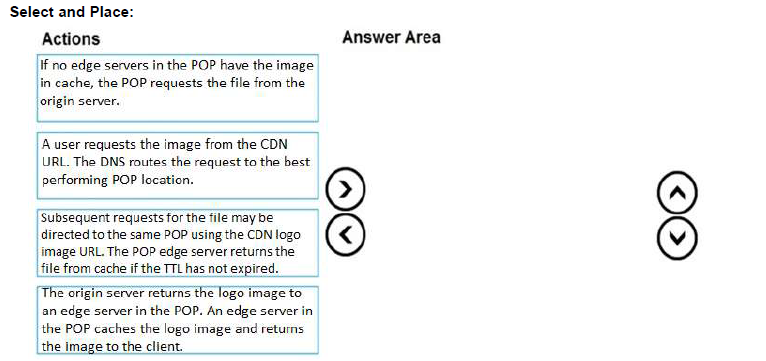 Select and Place:
Actions
Answer Area
If no edge servers in the POP have the image
in cache, the POP requests the file from the
origin server.
A user requests the image from the CDN
URL. The DNS routes the request to the best
performing POP location.
Subsequent requests for the file may be
directed to the same POP using the CDN logo
image URL. The POP edge server returns the
file from cache if the TTL has not expired.
The origin server returns the logo image to
an edge server in the POP. An edge server in
the POP caches the logo image and returns
the image to the client.